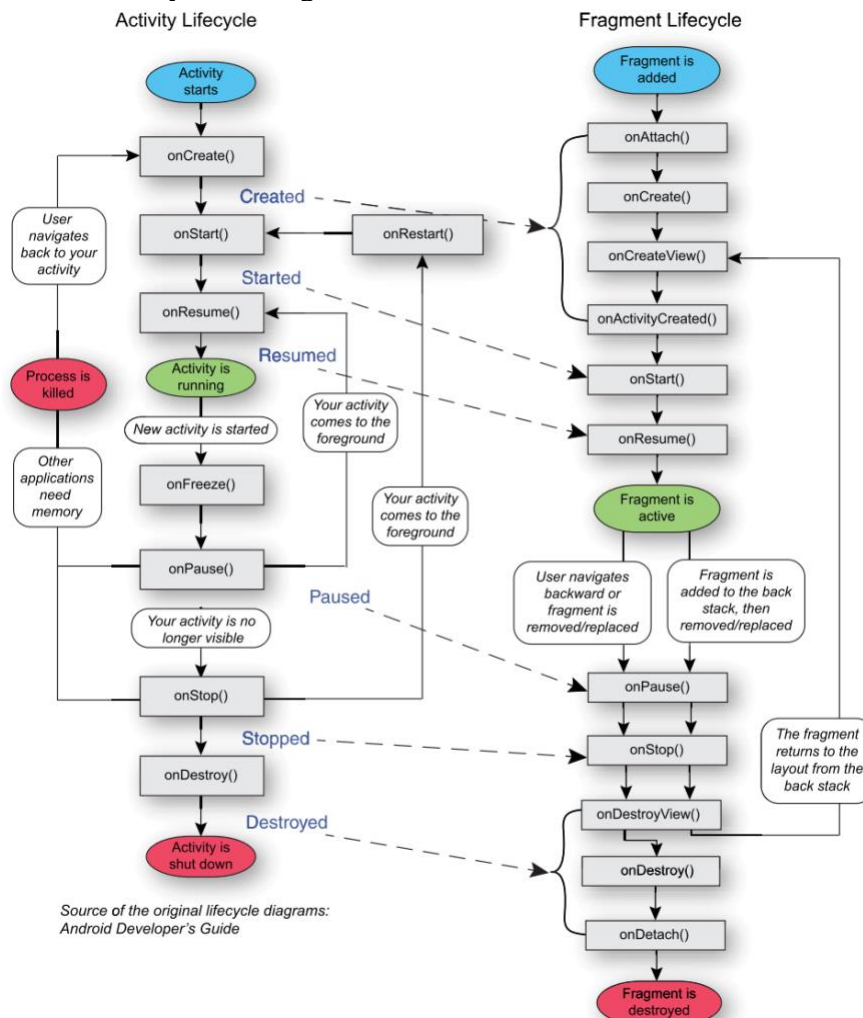 Activity Lifecycle
Activity
starts
onCreate()
User
navigates
back to your
activity
onStart()
onRestart()
onResume()
Process is
killed
Activity is
running
New activity is started
Your activity
comes to the
foreground
Other
applications
need
memory
onFreeze()
Your activity
comes to the
foreground
onPause()
Your activity is no
longer visible
onStop()
onDestroy()
Activity is
shut down
Source of the original lifecycle diagrams:
Android Developer's Guide
Created
Started
Resumed
Paused
Stopped
Destroyed
Fragment Lifecycle
Fragment is
added
onAttach()
onCreate()
onCreateView()
onActivityCreated()
onStart()
onResume()
Fragment is
active
User navigates
backward or
fragment is
removed/replaced
Fragment is
added to the back
stack, then
removed/replaced
onPause()
onStop()
The fragment
returns to the
layout from the
back stack
onDestroyView()
onDestroy()
onDetach()
Fragment is
destroyed